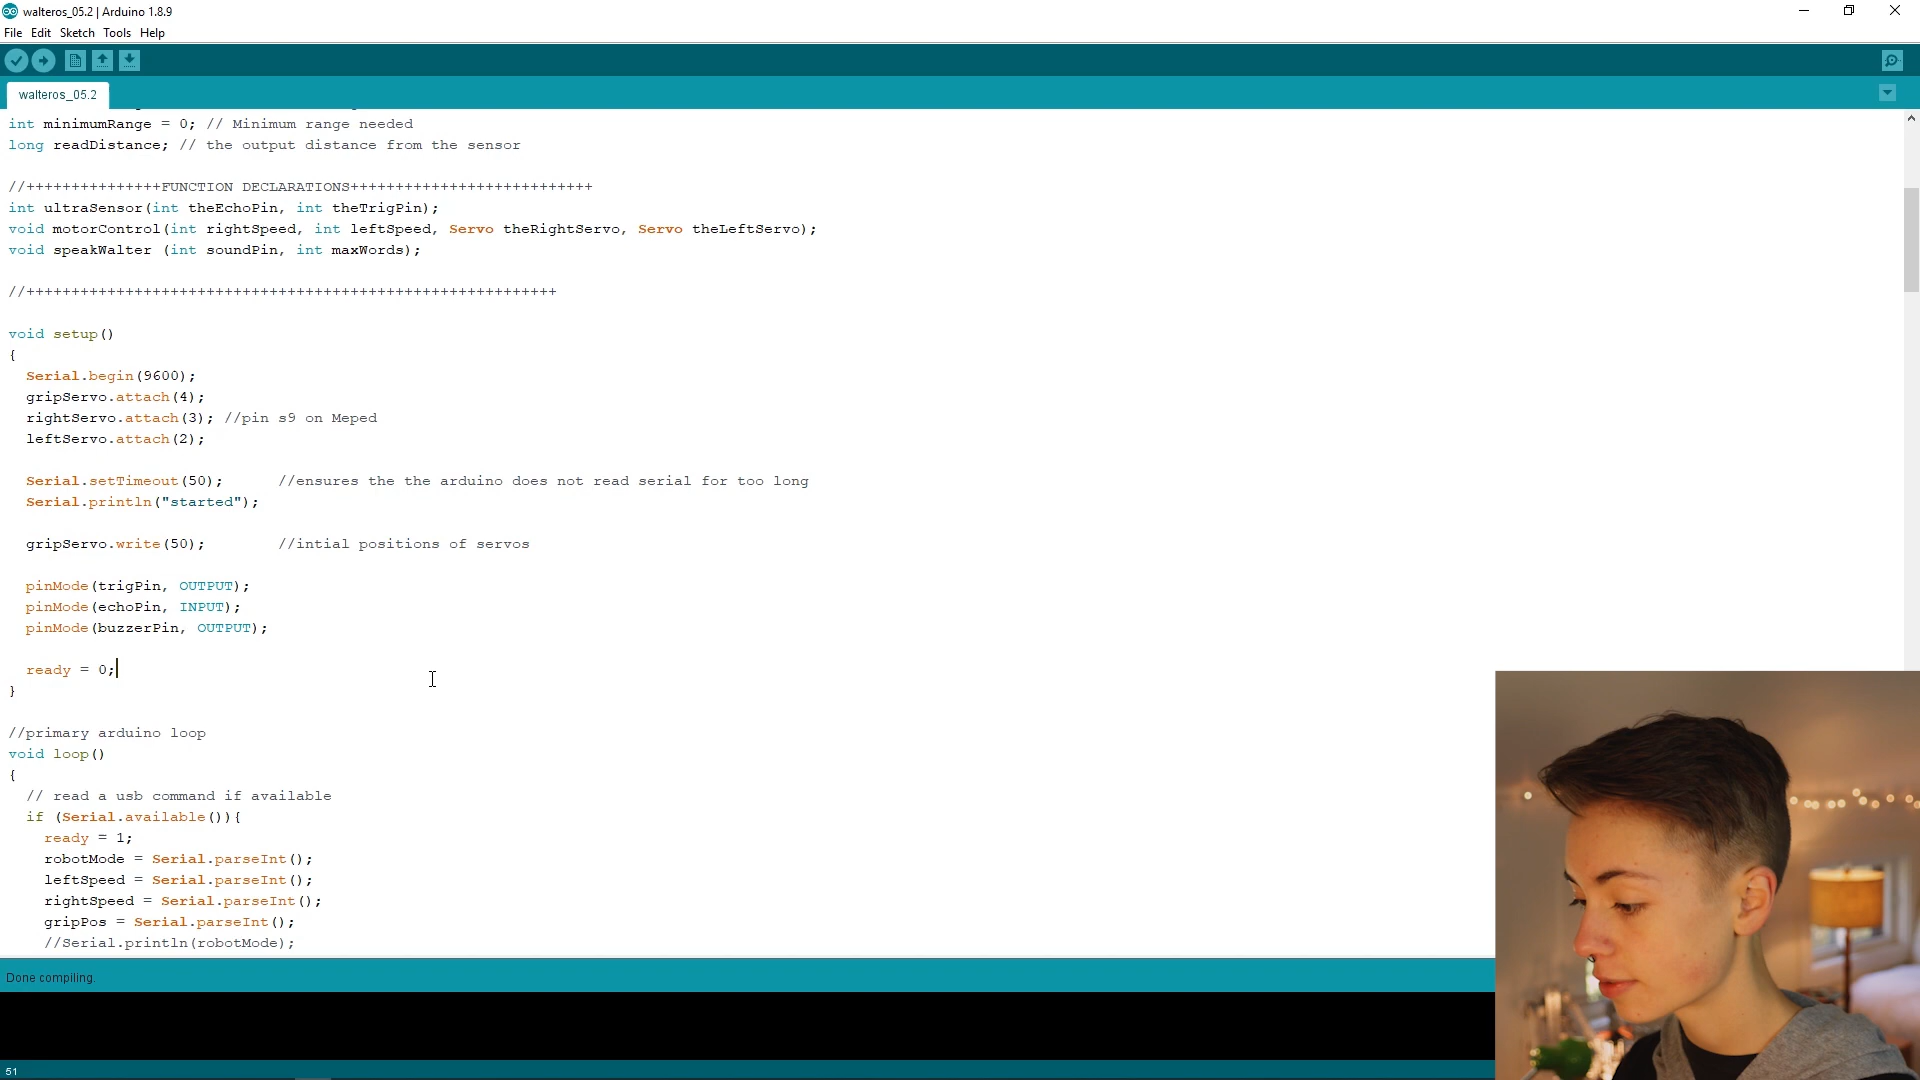 walteros_05.2 | Arduino 1.8.9
File Edit Sketch Tools Help
walteros_05.2
int minimumRange = 0; // Minimum range needed
long readDistance; // the output distance from the sensor
//+++++++++++++++FUNCTION DECLARATIONS+++++++++++++++++++++++++++
int ultraSensor(int theEchoPin, int theTrigPin);
void motorControl(int rightSpeed, int leftSpeed, Servo theRightServo, Servo theLeftServo);
void speakWalter (int soundPin, int maxWords);
//+++++++++++++++++++++++++++++++++++++++++++++++++++++++++++
void setup()
{
Serial.begin(9600);
gripServo.attach(4);
rightServo.attach(3); //pin s9 on Meped
leftServo.attach(2);
Serial.setTimeout(50); //ensures the the arduino does not read serial for too long
Serial.println("started");
gripServo.write(50); //intial positions of servos
pinMode(trigPin, OUTPUT);
pinMode(echoPin, INPUT);
pinMode(buzzerPin, OUTPUT);
ready = 0;
}
//primary arduino loop
void loop()
{
// read a usb command if available
if (Serial.available()){
ready = 1;
robotMode = Serial.parseInt();
leftSpeed = Serial.parseInt();
rightSpeed = Serial.parseInt();
gripPos = Serial.parseInt();
//Serial.println(robotMode);
Done compiling.
51